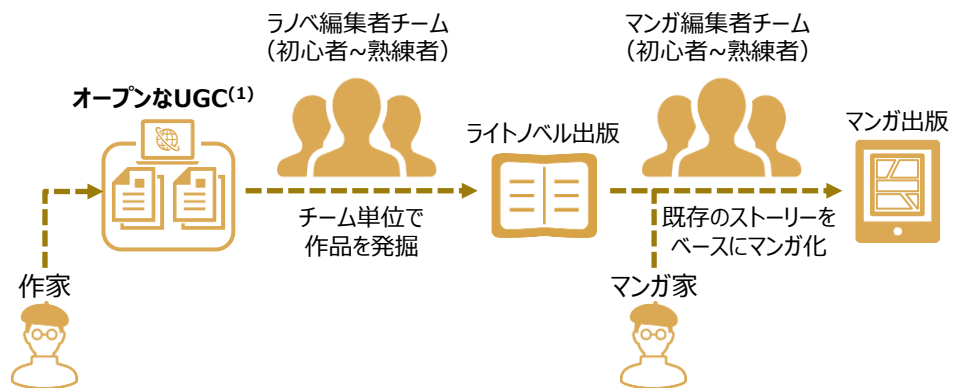 ラノベ編集者チーム
（初心者~熟練者）
マンガ編集者チーム
（初心者~熟練者）
オープンなUGC(1)
ライトノベル出版
マンガ出版
チーム単位で
作品を発掘
既存のストーリーを
ベースにマンガ化
作家
マンガ家